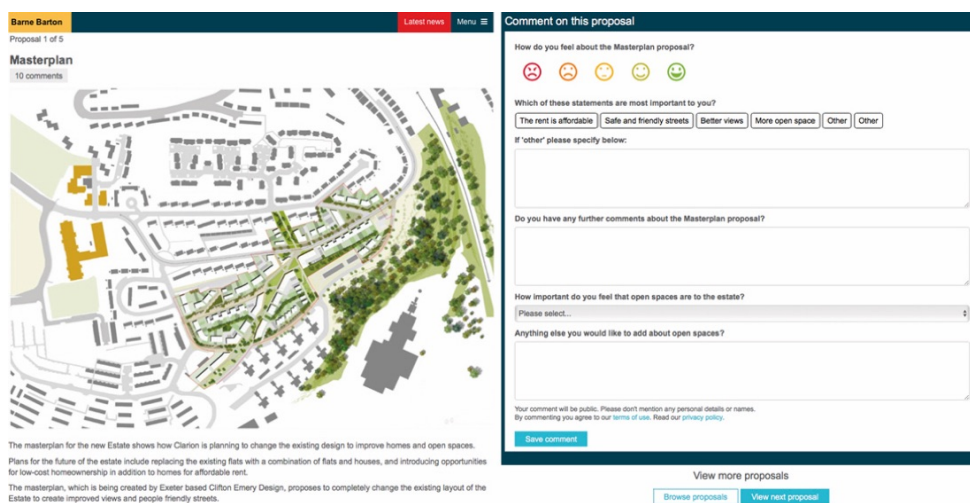 Barne Barton
Latest news
Menu
Proposal 1 of 5
Masterplan
10 comments
The masterplan for the new Estate shows how Clarion is planning to change the existing design to improve homes and open spaces.
Plans for the future of the estate include replacing the existing flats with a combination of flats and houses, and introducing opportunities
for low-cost homeownership in addition to homes for affordable rent.
The masterplan, which is being created by Exeter based Clifton Emery Design, proposes to completely change the existing layout of the
Estate to create improved views and people friendly streets.
Comment on this proposal
How do you feel about the Masterplan proposal?
Which of these statements are most important to you?
The rent is affordable
Safe and friendly streets
Better views
More open space
Other
Other
If 'other' please specify below:
Do you have any further comments about the Masterplan proposal?
How important do you feel that open spaces are to the estate?
Please select...
Anything else you would like to add about open spaces?
Your comment will be public. Please don't mention any personal details or names.
By commenting you agree to our terms of use. Read our privacy policy.
Save comment
View more proposals
Browse proposals
View next proposal